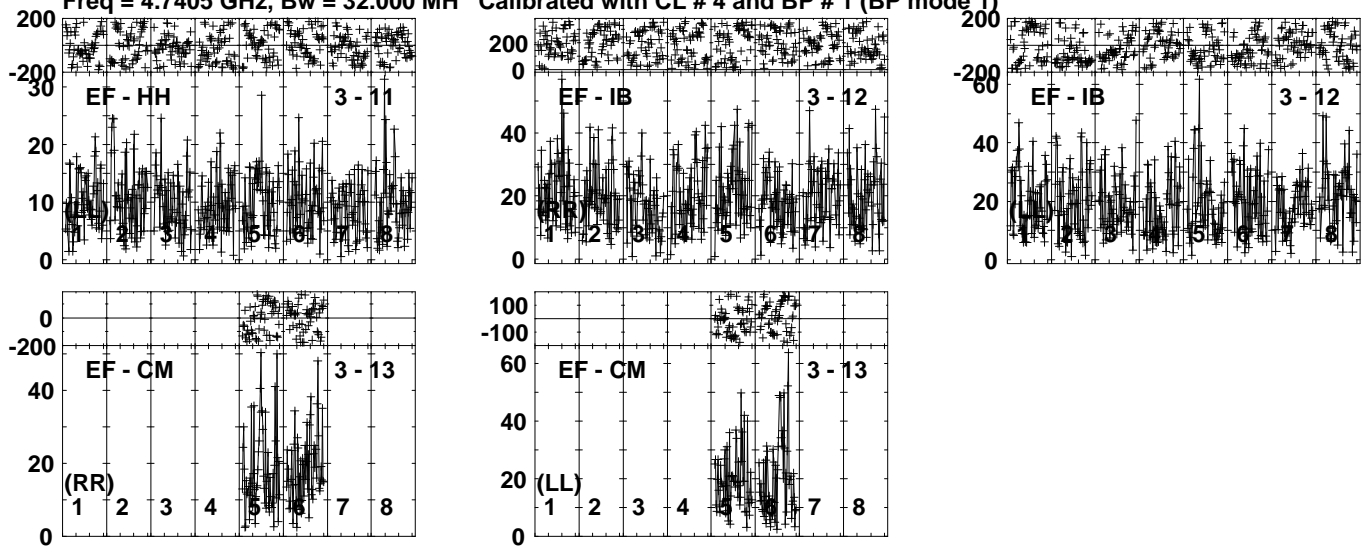 Freq = 4.7405 GHz, Bw = 32.000 MH Calibrated with CL # 4 and BP # 1 (BP mode 1)
200
-200
30
20
10
0
EF - HH 3 - 11
(LL)
1 2 3 4 5 6 7 8
200
0
40
20
0
EF - IB 3 - 12
(RR)
1 2 3 4 5 6 7 8
200
-200
60
40
20
0
EF - IB 3 - 12
(LL)
1 2 3 4 5 6 7 8
0
-200
40
20
0
EF - CM 3 - 13
(RR)
1 2 3 4 5 6 7 8
100
-100
60
40
20
0
EF - CM 3 - 13
(LL)
1 2 3 4 5 6 7 8